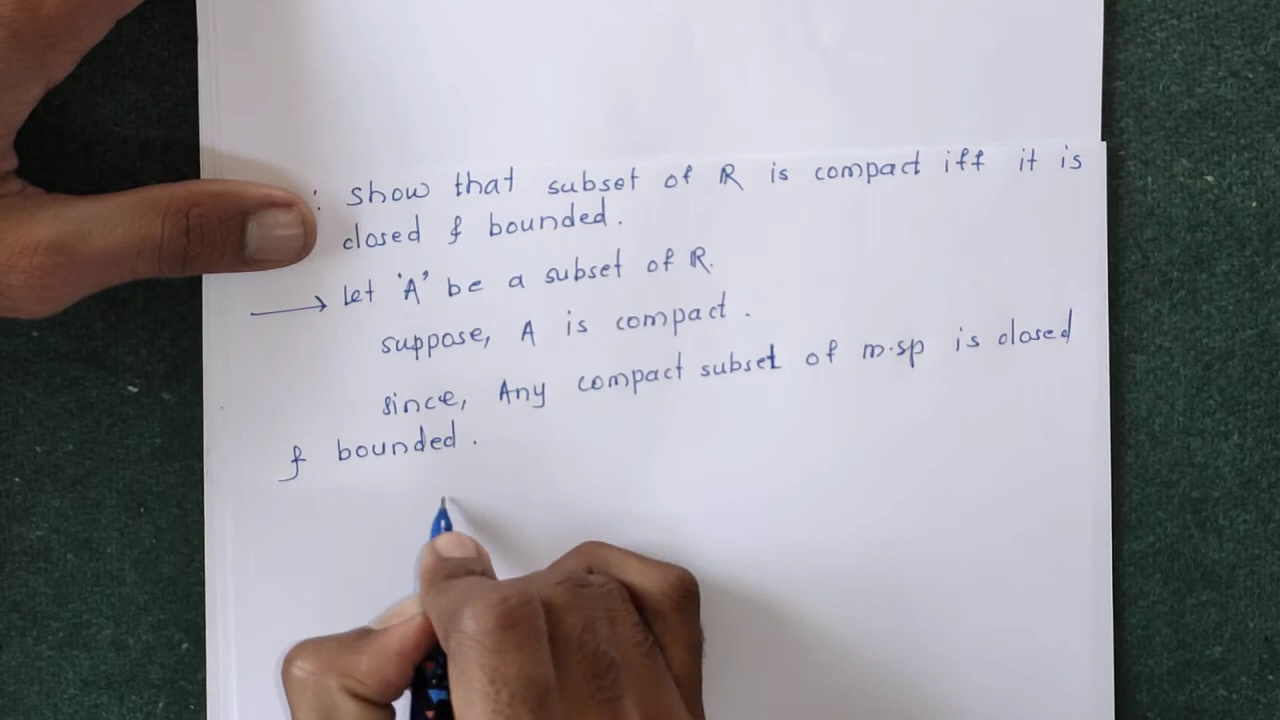 : show that subset of ℝ is compact iff it is
closed & bounded.
→ Let 'A' be a subset of ℝ.
suppose, A is compact.
since, Any compact subset of m.sp is closed
& bounded.